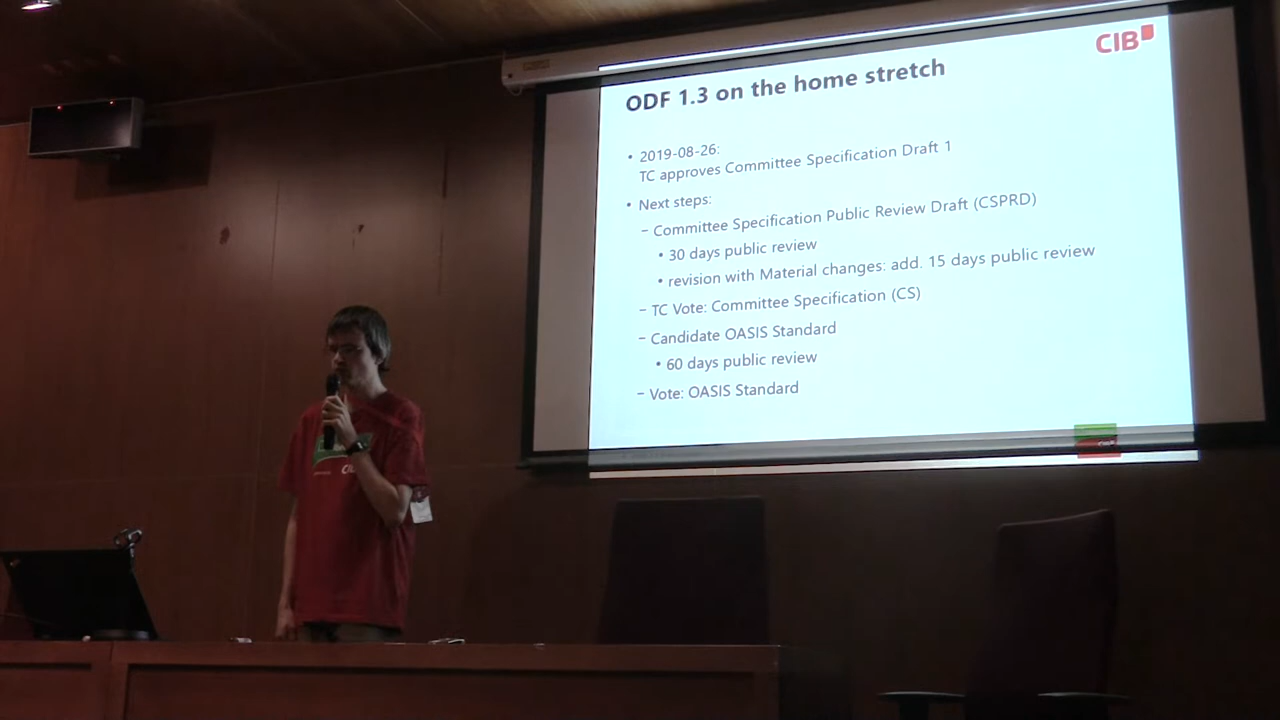 CIB
ODF 1.3 on the home stretch
• 2019-08-26:
TC approves Committee Specification Draft 1
• Next steps:
– Committee Specification Public Review Draft (CSPRD)
• 30 days public review
• revision with Material changes: add. 15 days public review
– TC Vote: Committee Specification (CS)
– Candidate OASIS Standard
• 60 days public review
– Vote: OASIS Standard